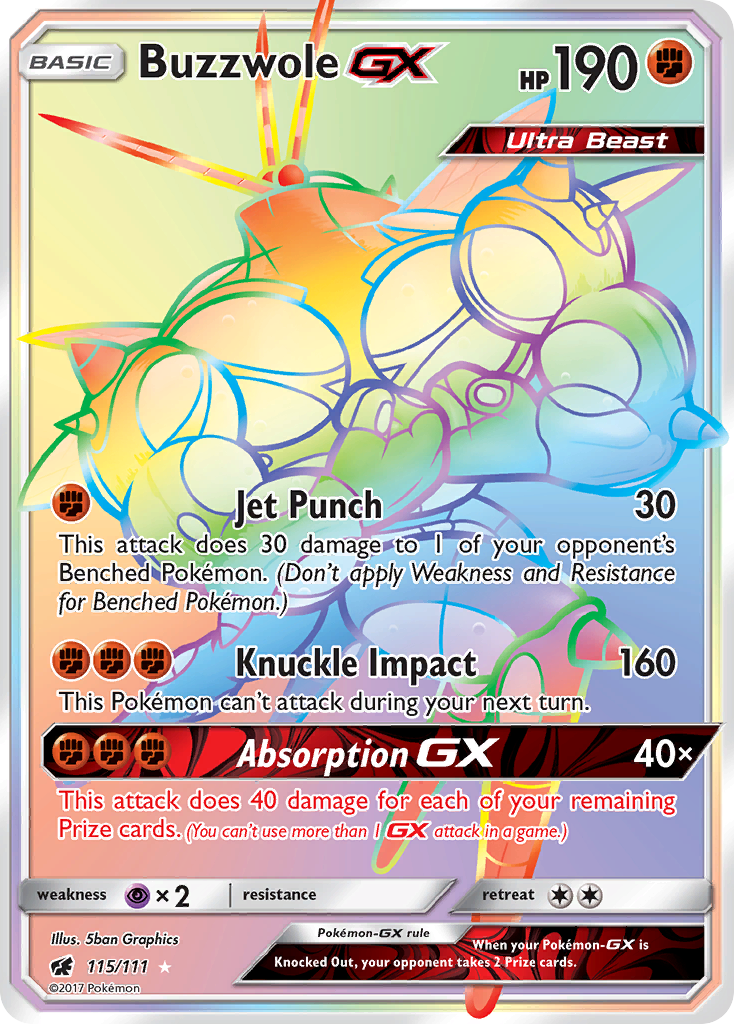 BASIC Buzzwole GX HP 190
Ultra Beast
Jet Punch 30
This attack does 30 damage to 1 of your opponent's
Benched Pokémon. (Don't apply Weakness and Resistance
for Benched Pokémon.)
Knuckle Impact 160
This Pokémon can't attack during your next turn.
Absorption GX 40×
This attack does 40 damage for each of your remaining
Prize cards. (You can't use more than 1 GX attack in a game.)
weakness × 2 resistance retreat
Illus. 5ban Graphics
115/111
©2017 Pokémon
Pokémon-GX rule
When your Pokémon-GX is
Knocked Out, your opponent takes 2 Prize cards.